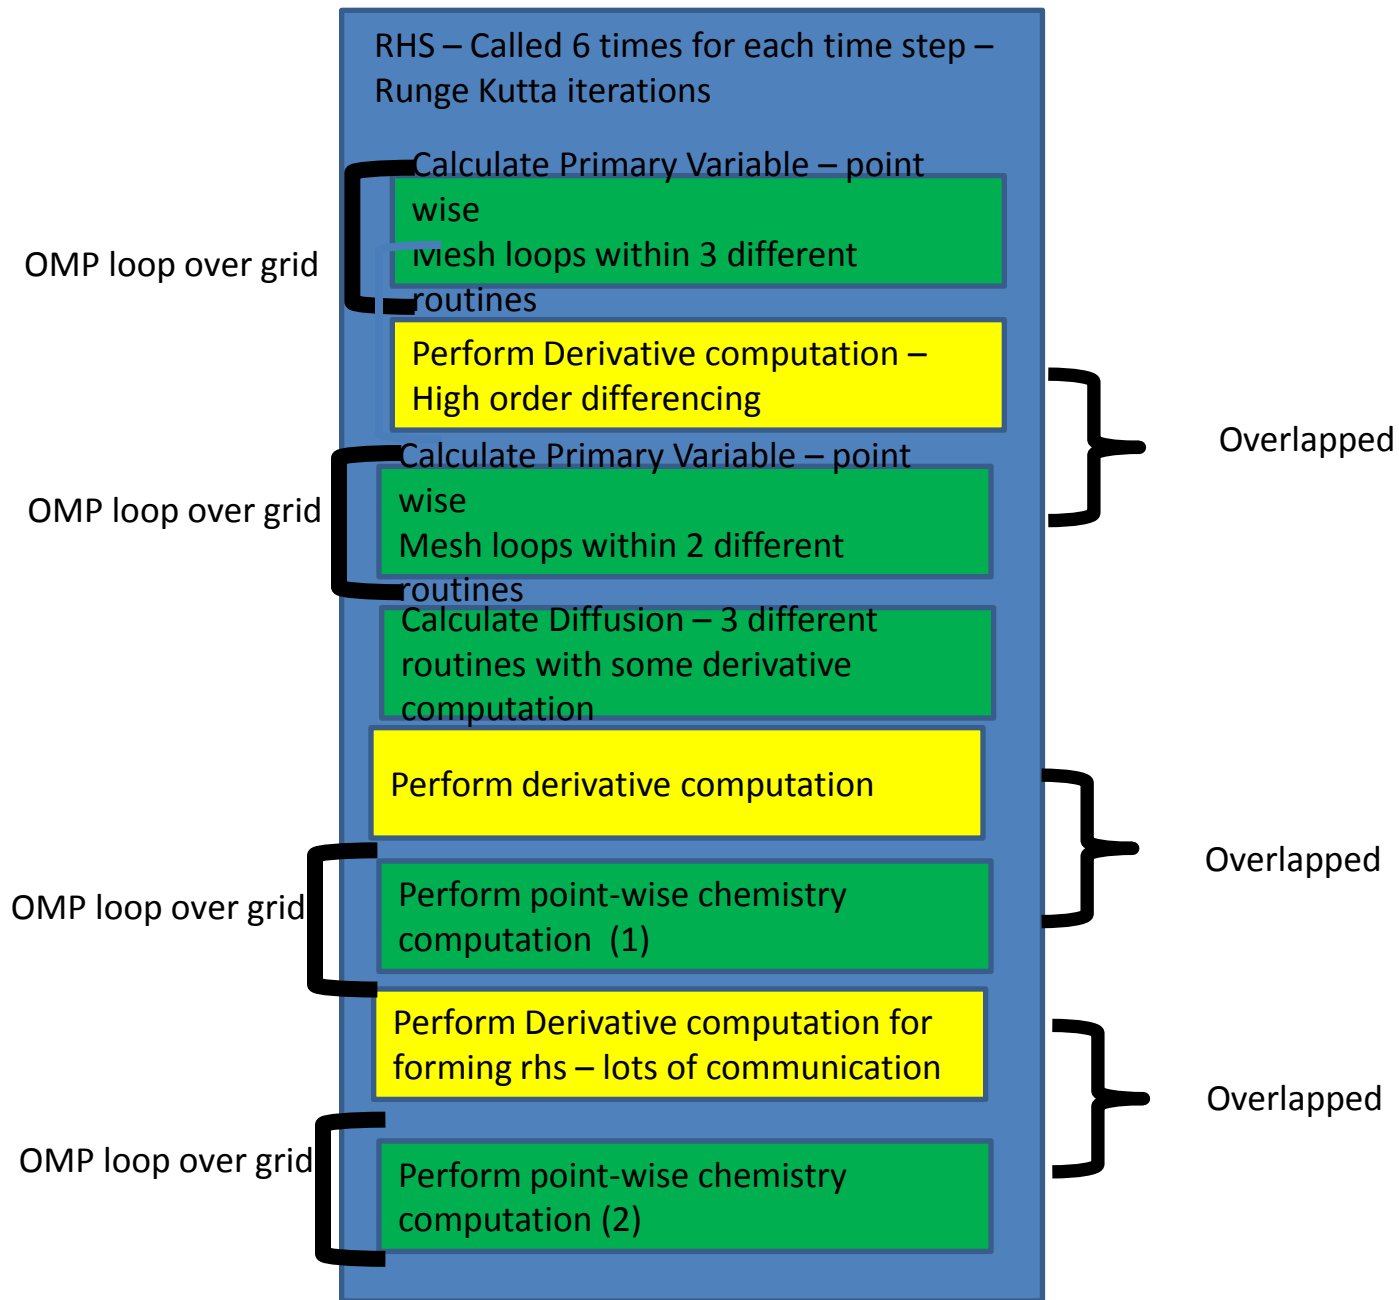 RHS – Called 6 times for each time step –
Runge Kutta iterations
Calculate Primary Variable – point
wise
Mesh loops within 3 different
routines
OMP loop over grid
Perform Derivative computation –
High order differencing
Overlapped
Calculate Primary Variable – point
wise
Mesh loops within 2 different
routines
OMP loop over grid
Calculate Diffusion – 3 different
routines with some derivative
computation
Perform derivative computation
Overlapped
OMP loop over grid
Perform point-wise chemistry
computation (1)
Perform Derivative computation for
forming rhs – lots of communication
Overlapped
OMP loop over grid
Perform point-wise chemistry
computation (2)